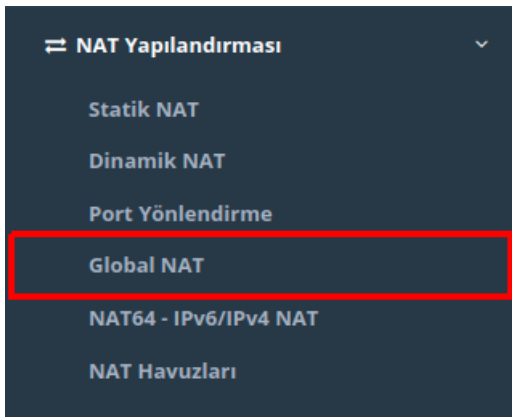 NAT Yapılandırması
Statik NAT
Dinamik NAT
Port Yönlendirme
Global NAT
NAT64 - IPv6/IPv4 NAT
NAT Havuzları